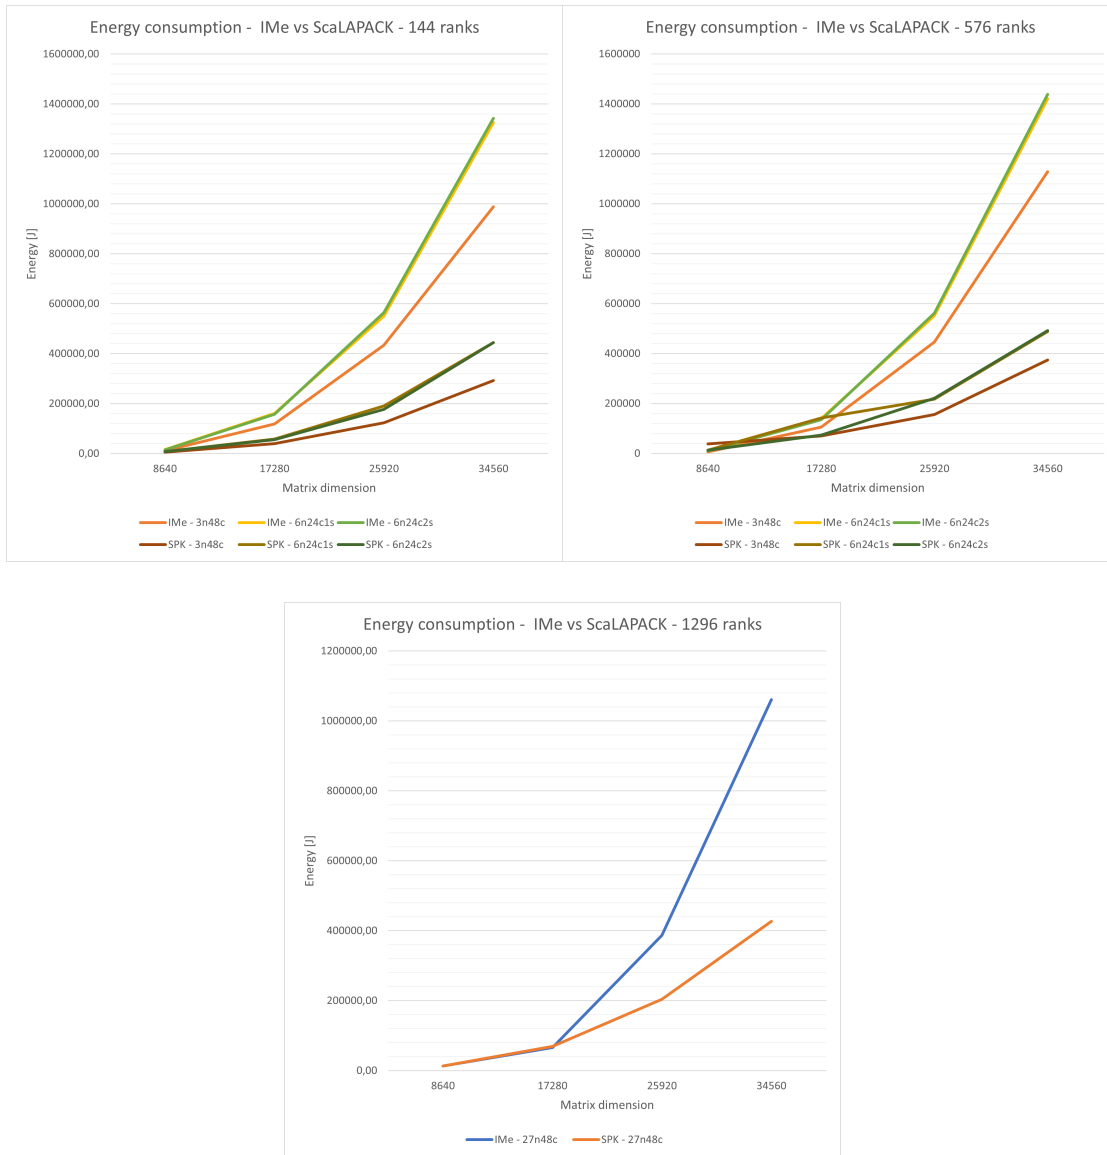 Energy consumption -  IMe vs ScaLAPACK - 144 ranks
1600000,00
1400000,00
1200000,00
1000000,00
800000,00
600000,00
400000,00
200000,00
0,00
Energy [J]
8640 17280 25920 34560
Matrix dimension
IMe - 3n48c IMe - 6n24c1s IMe - 6n24c2s
SPK - 3n48c SPK - 6n24c1s SPK - 6n24c2s
Energy consumption -  IMe vs ScaLAPACK - 576 ranks
1600000
1400000
1200000
1000000
800000
600000
400000
200000
0
Energy [J]
8640 17280 25920 34560
Matrix dimension
IMe - 3n48c IMe - 6n24c1s IMe - 6n24c2s
SPK - 3n48c SPK - 6n24c1s SPK - 6n24c2s
Energy consumption -  IMe vs ScaLAPACK - 1296 ranks
1200000,00
1000000,00
800000,00
600000,00
400000,00
200000,00
0,00
Energy [J]
8640 17280 25920 34560
Matrix dimension
IMe - 27n48c SPK - 27n48c